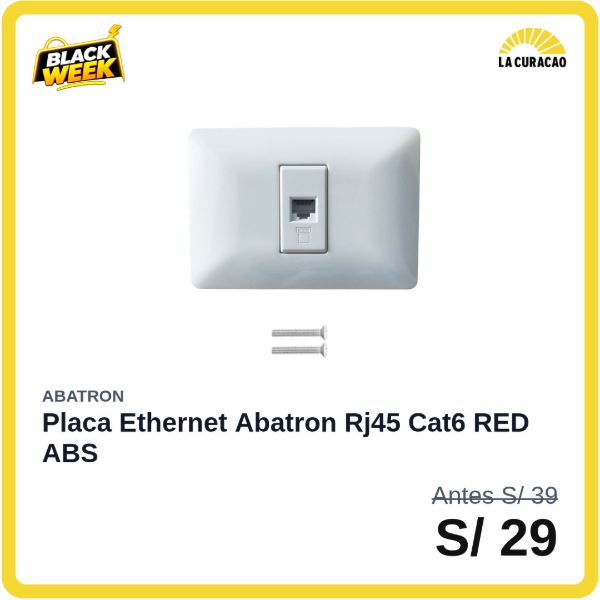 BLACK
WEEK
LA CURACAO
ABATRON
Placa Ethernet Abatron Rj45 Cat6 RED
ABS
Antes S/ 39
S/ 29